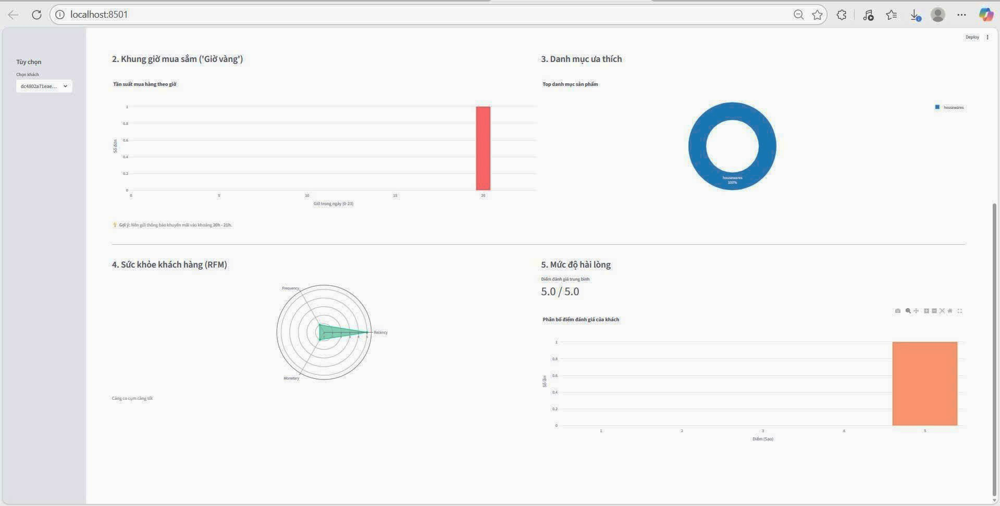 localhost:8501
Deploy
Tùy chọn
Chọn khách
dc4802a71eae...
2. Khung giờ mua sắm ('Giờ vàng')
Tần suất mua hàng theo giờ
1
0.8
0.6
0.4
0.2
0
Số đơn
0
5
10
15
20
Giờ trong ngày (0-23)
💡 Gợi ý: Nên gửi thông báo khuyến mãi vào khoảng 20h - 21h.
3. Danh mục ưa thích
Top danh mục sản phẩm
housewares
housewares
100%
4. Sức khỏe khách hàng (RFM)
Frequency
Recency
Monetary
0
1
2
3
4
5
Càng co cụm càng tốt
5. Mức độ hài lòng
Điểm đánh giá trung bình
5.0 / 5.0
Phân bố điểm đánh giá của khách
1
0.8
0.6
0.4
0.2
0
Số lần
1
2
3
4
5
Điểm (Sao)